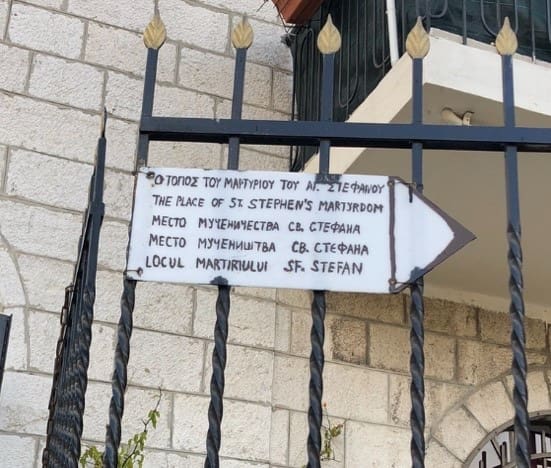 Ο ΤΟΠΟΣ ΤΟΥ ΜΑΡΤΥΡΙΟΥ ΤΟΥ ΑΓ. ΣΤΕΦΑΝΟΥ
THE PLACE OF ST. STEPHEN'S MARTYRDOM
МЕСТО МУЧЕНИЧЕСТВА СВ. СТЕФАНА
МЕСТО МУЧЕНИШТВА СВ. СТЕФАНА
LOCUL MARTIRIULUI SF. STEFAN